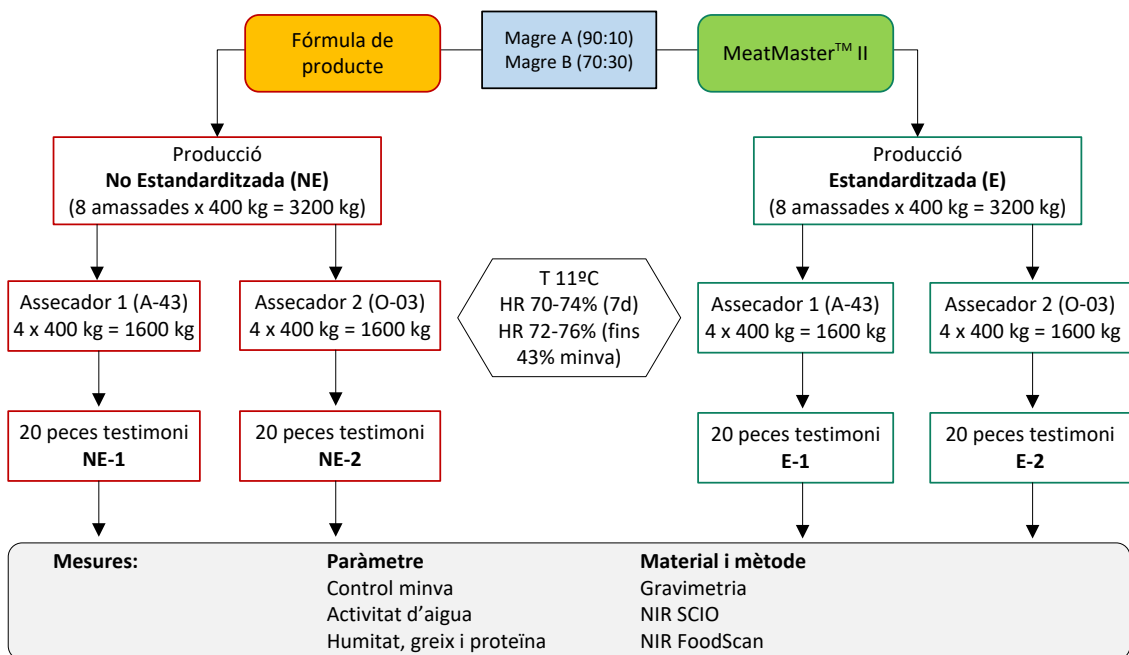 Fórmula de
producte
Magre A (90:10)
Magre B (70:30)
MeatMaster™ II
Producció
No Estandarditzada (NE)
(8 amassades x 400 kg = 3200 kg)
Producció
Estandarditzada (E)
(8 amassades x 400 kg = 3200 kg)
Assecador 1 (A-43)
4 x 400 kg = 1600 kg
Assecador 2 (O-03)
4 x 400 kg = 1600 kg
T 11ºC
HR 70-74% (7d)
HR 72-76% (fins
43% minva)
Assecador 1 (A-43)
4 x 400 kg = 1600 kg
Assecador 2 (O-03)
4 x 400 kg = 1600 kg
20 peces testimoni
NE-1
20 peces testimoni
NE-2
20 peces testimoni
E-1
20 peces testimoni
E-2
Mesures: Paràmetre Material i mètode
Control minva Gravimetria
Activitat d’aigua NIR SCIO
Humitat, greix i proteïna NIR FoodScan